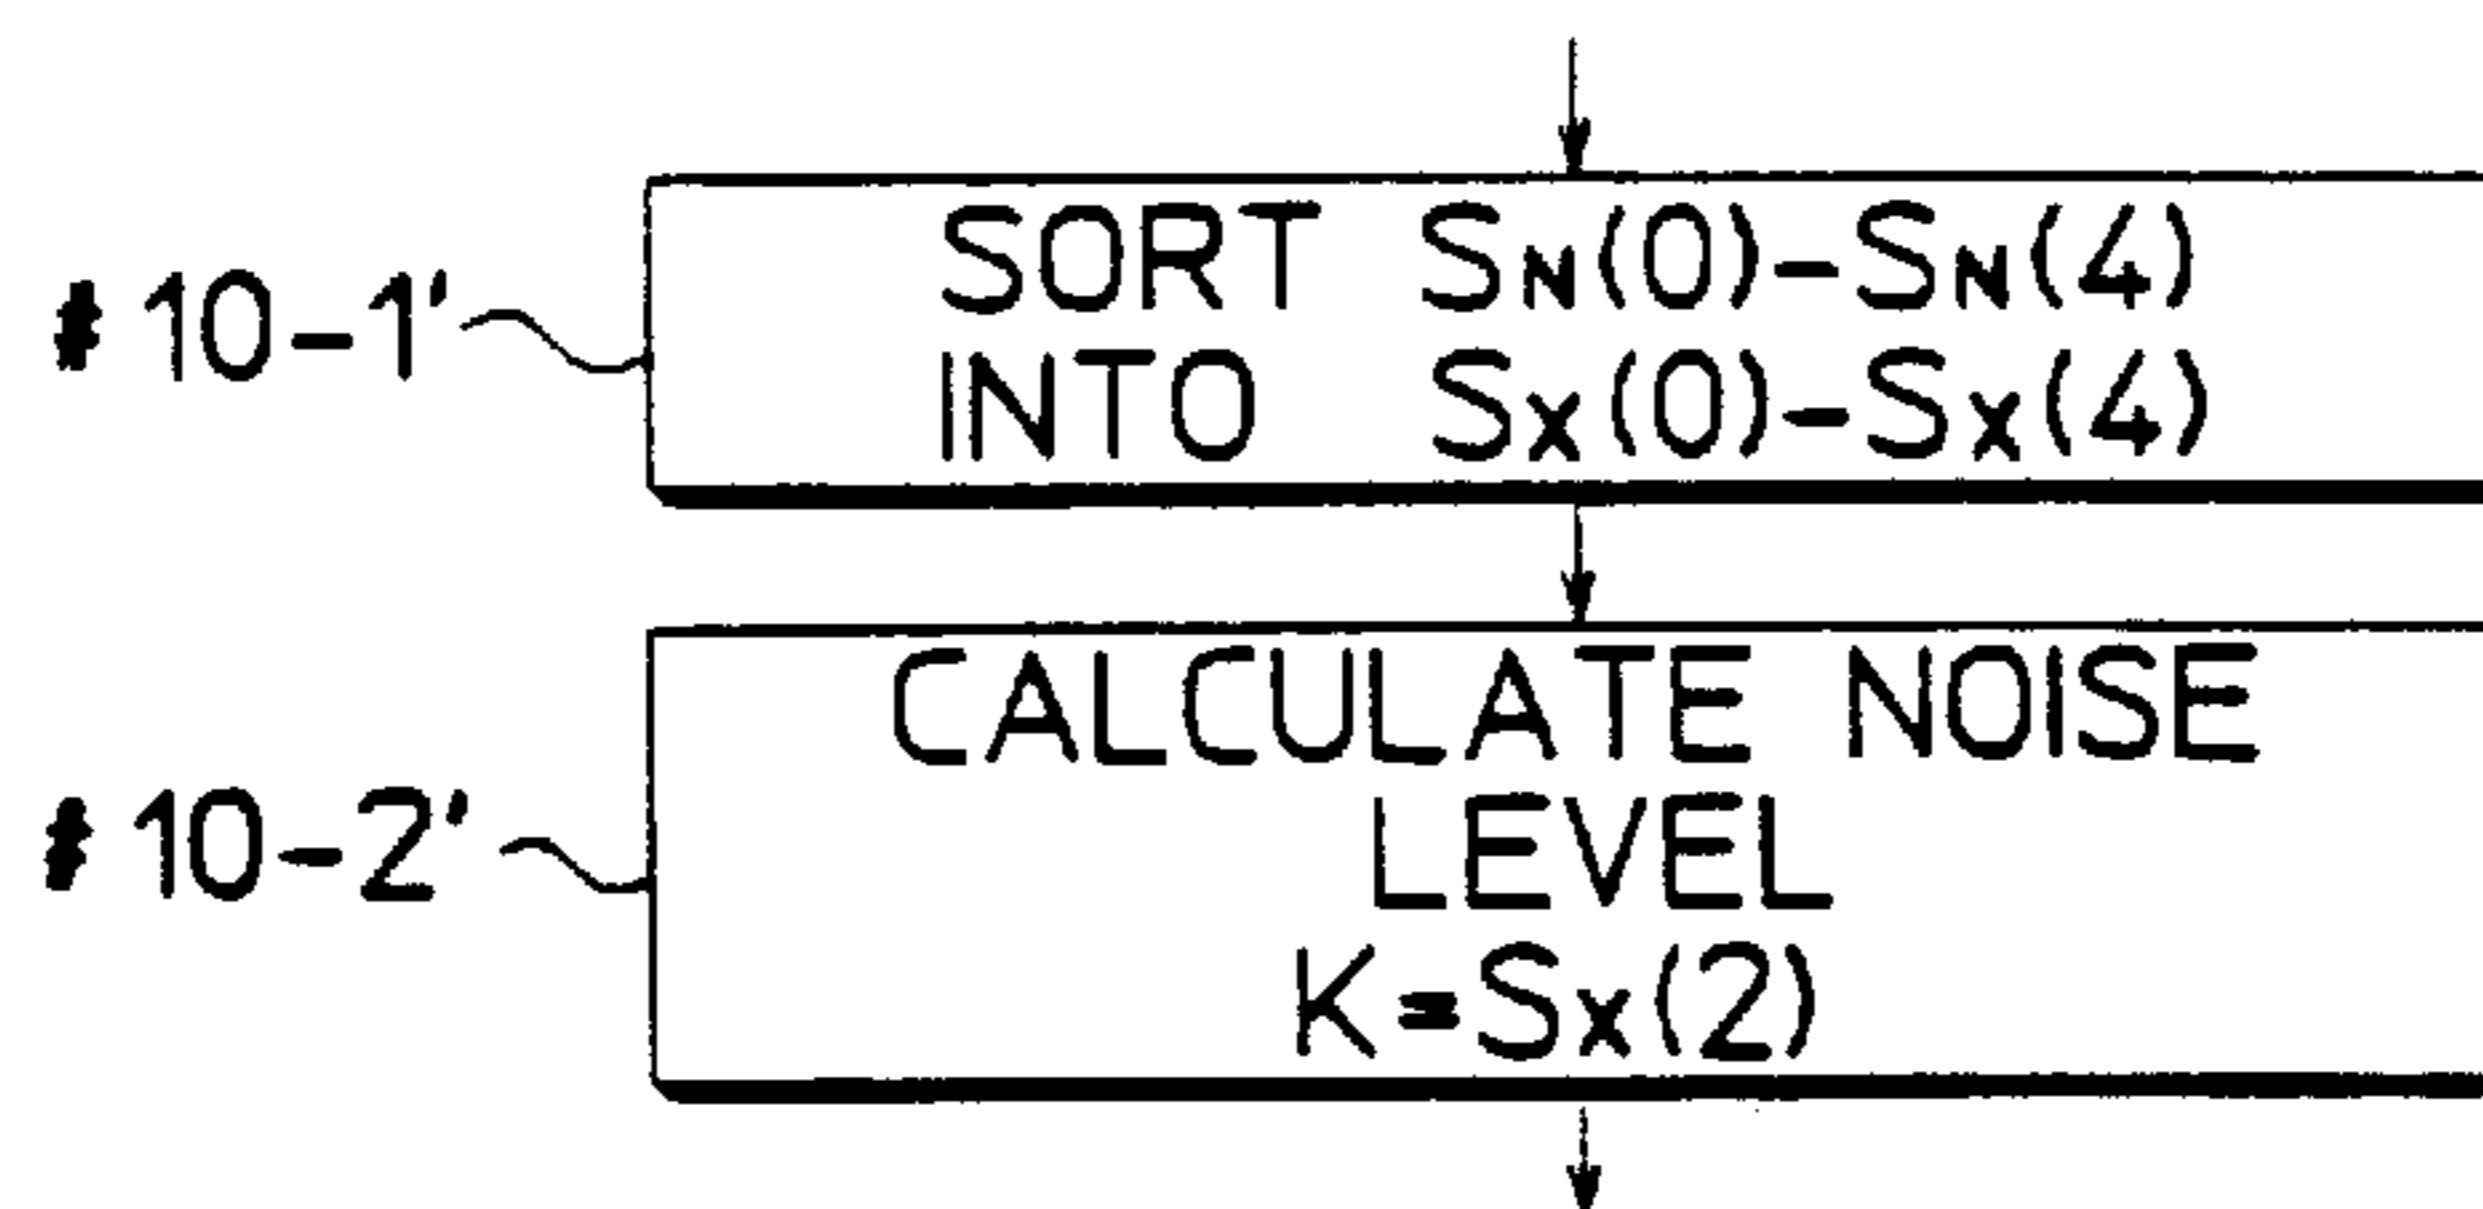 SORT SN(0)-SN(4)
#10-1'
INTO SX(0)-SX(4)
CALCULATE NOISE
#10-2'
LEVEL
K=SX(2)